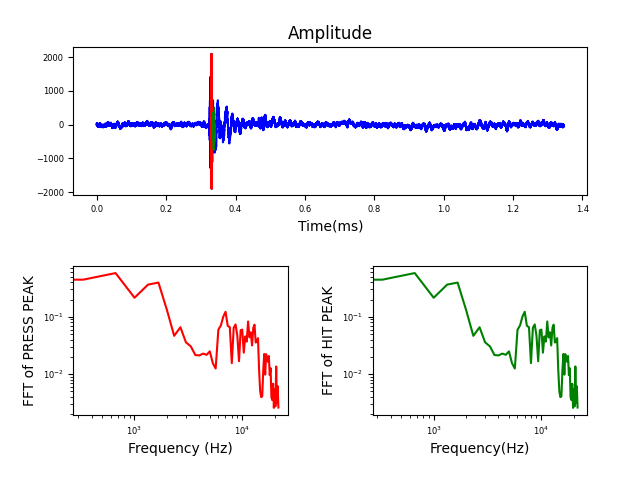 Amplitude
2000
1000
0
−1000
−2000
0.0 0.2 0.4 0.6 0.8 1.0 1.2 1.4
Time(ms)
FFT of PRESS PEAK
10⁻¹
10⁻²
10³ 10⁴
Frequency (Hz)
FFT of HIT PEAK
10⁻¹
10⁻²
10³ 10⁴
Frequency(Hz)